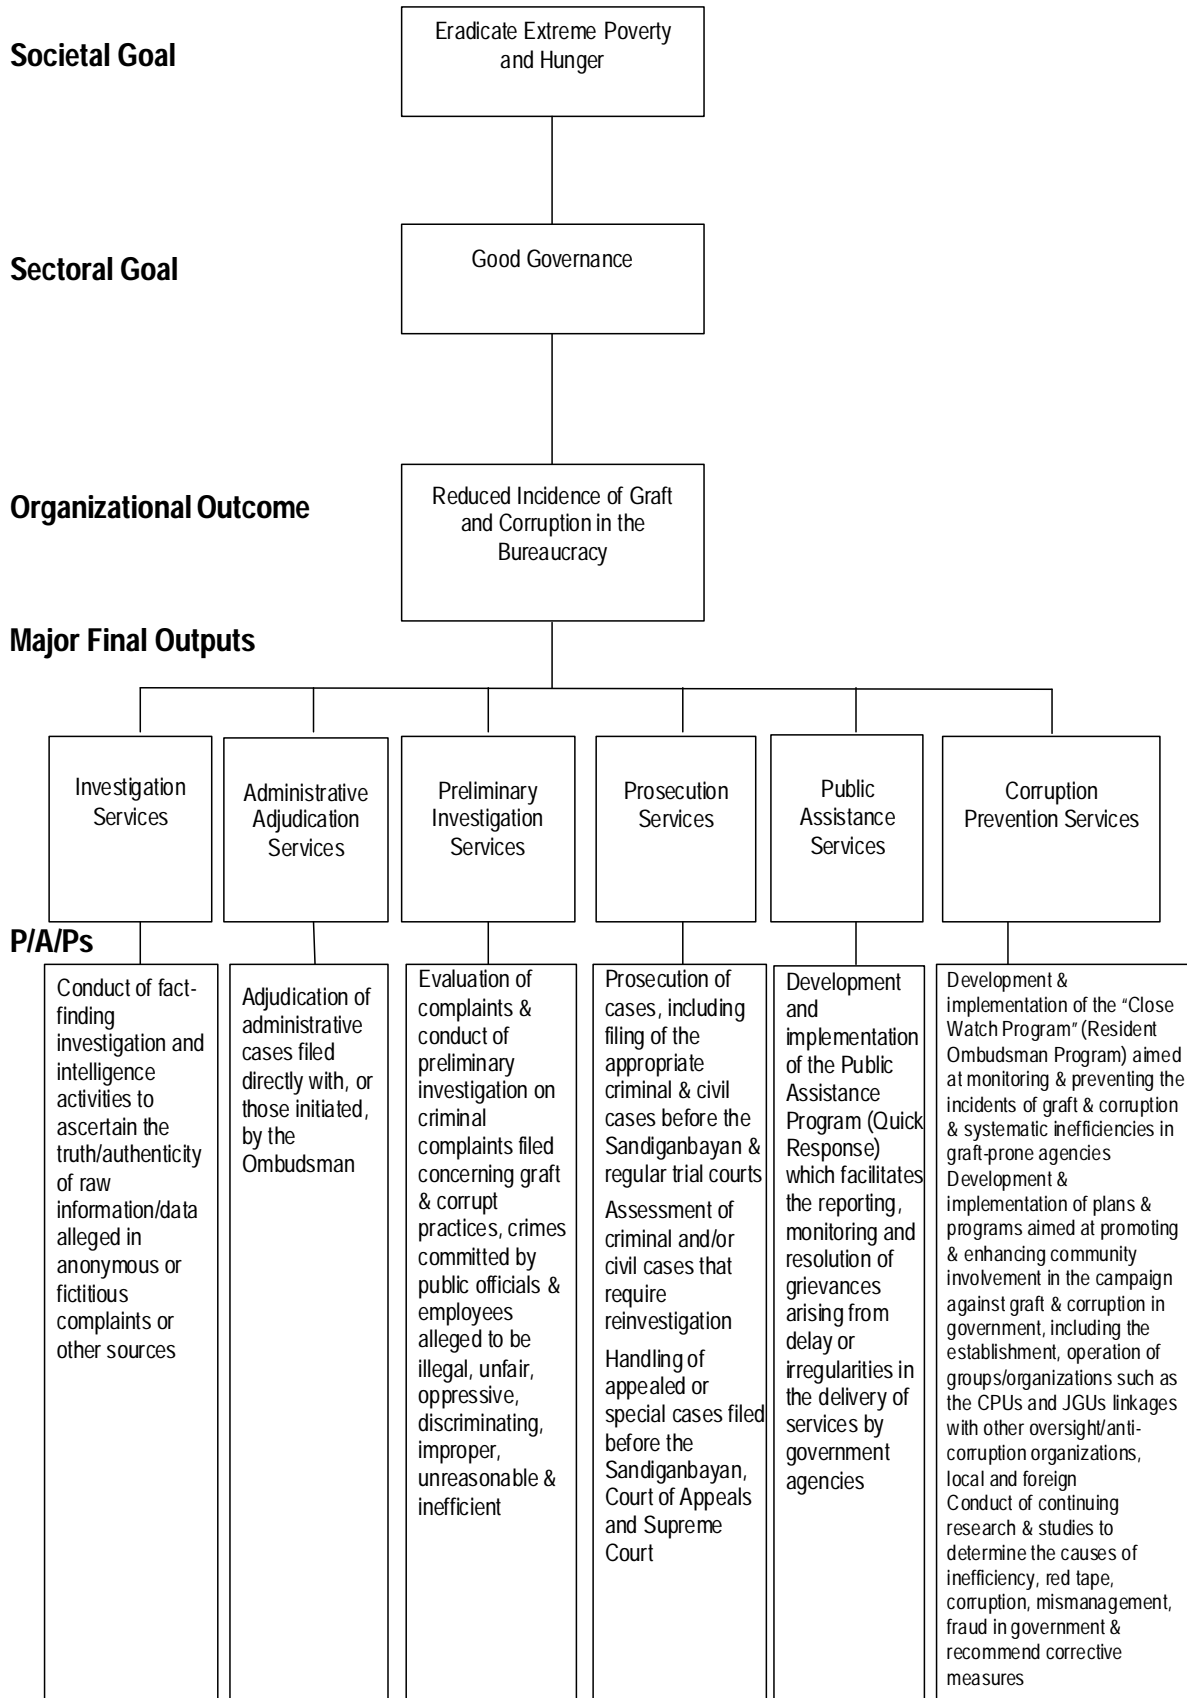 Societal Goal
Eradicate Extreme Poverty
and Hunger
Sectoral Goal
Good Governance
Organizational Outcome
Reduced Incidence of Graft
and Corruption in the
Bureaucracy
Major Final Outputs
Investigation
Services
Administrative
Adjudication
Services
Preliminary
Investigation
Services
Prosecution
Services
Public
Assistance
Services
Corruption
Prevention Services
P/A/Ps
Conduct of fact-
finding
investigation and
intelligence
activities to
ascertain the
truth/authenticity
of raw
information/data
alleged in
anonymous or
fictitious
complaints or
other sources
Adjudication of
administrative
cases filed
directly with, or
those initiated,
by the
Ombudsman
Evaluation of
complaints &
conduct of
preliminary
investigation on
criminal
complaints filed
concerning graft
& corrupt
practices, crimes
committed by
public officials &
employees
alleged to be
illegal, unfair,
oppressive,
discriminating,
improper,
unreasonable &
inefficient
Prosecution of
cases, including
filing of the
appropriate
criminal & civil
cases before the
Sandiganbayan &
regular trial courts
Assessment of
criminal and/or
civil cases that
require
reinvestigation
Handling of
appealed or
special cases filed
before the
Sandiganbayan,
Court of Appeals
and Supreme
Court
Development
and
implementation
of the Public
Assistance
Program (Quick
Response)
which facilitates
the reporting,
monitoring and
resolution of
grievances
arising from
delay or
irregularities in
the delivery of
services by
government
agencies
Development &
implementation of the “Close
Watch Program” (Resident
Ombudsman Program) aimed
at monitoring & preventing the
incidents of graft & corruption
& systematic inefficiencies in
graft-prone agencies
Development &
implementation of plans &
programs aimed at promoting
& enhancing community
involvement in the campaign
against graft & corruption in
government, including the
establishment, operation of
groups/organizations such as
the CPUs and JGUs linkages
with other oversight/anti-
corruption organizations,
local and foreign
Conduct of continuing
research & studies to
determine the causes of
inefficiency, red tape,
corruption, mismanagement,
fraud in government &
recommend corrective
measures